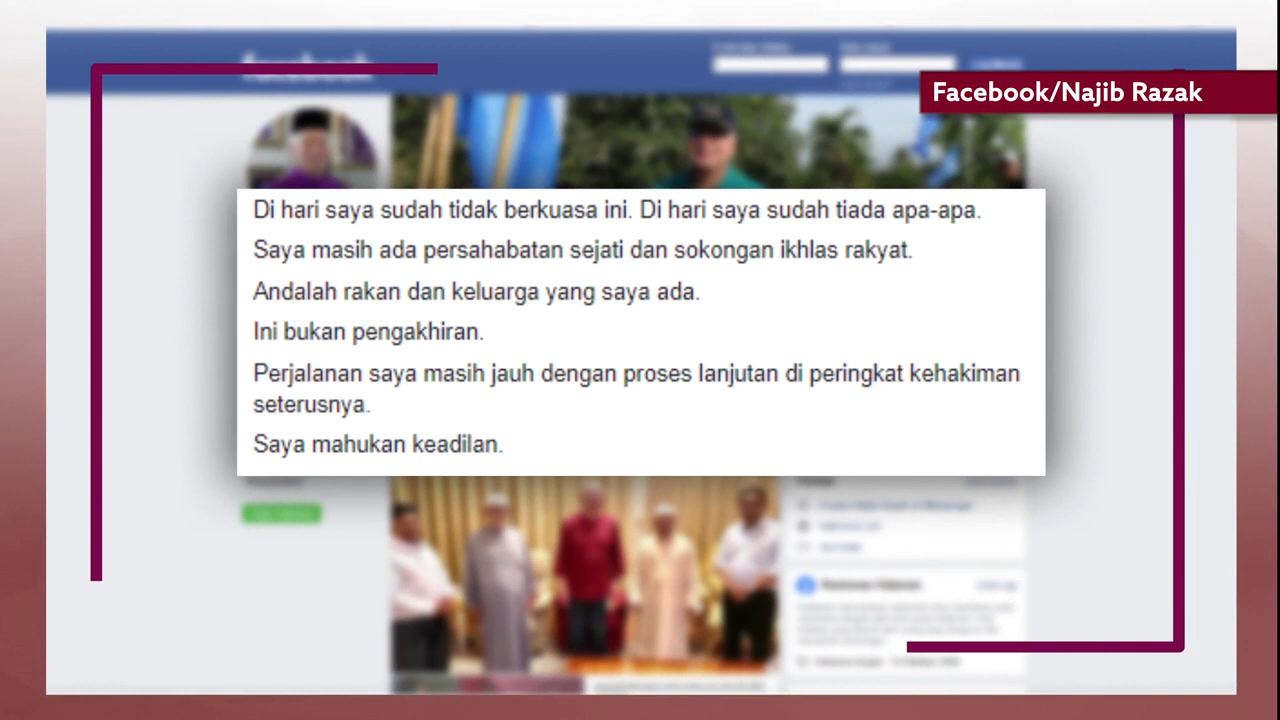 facebook
Facebook/Najib Razak
Di hari saya sudah tidak berkuasa ini. Di hari saya sudah tiada apa-apa.
Saya masih ada persahabatan sejati dan sokongan ikhlas rakyat.
Andalah rakan dan keluarga yang saya ada.
Ini bukan pengakhiran.
Perjalanan saya masih jauh dengan proses lanjutan di peringkat kehakiman
seterusnya.
Saya mahukan keadilan.